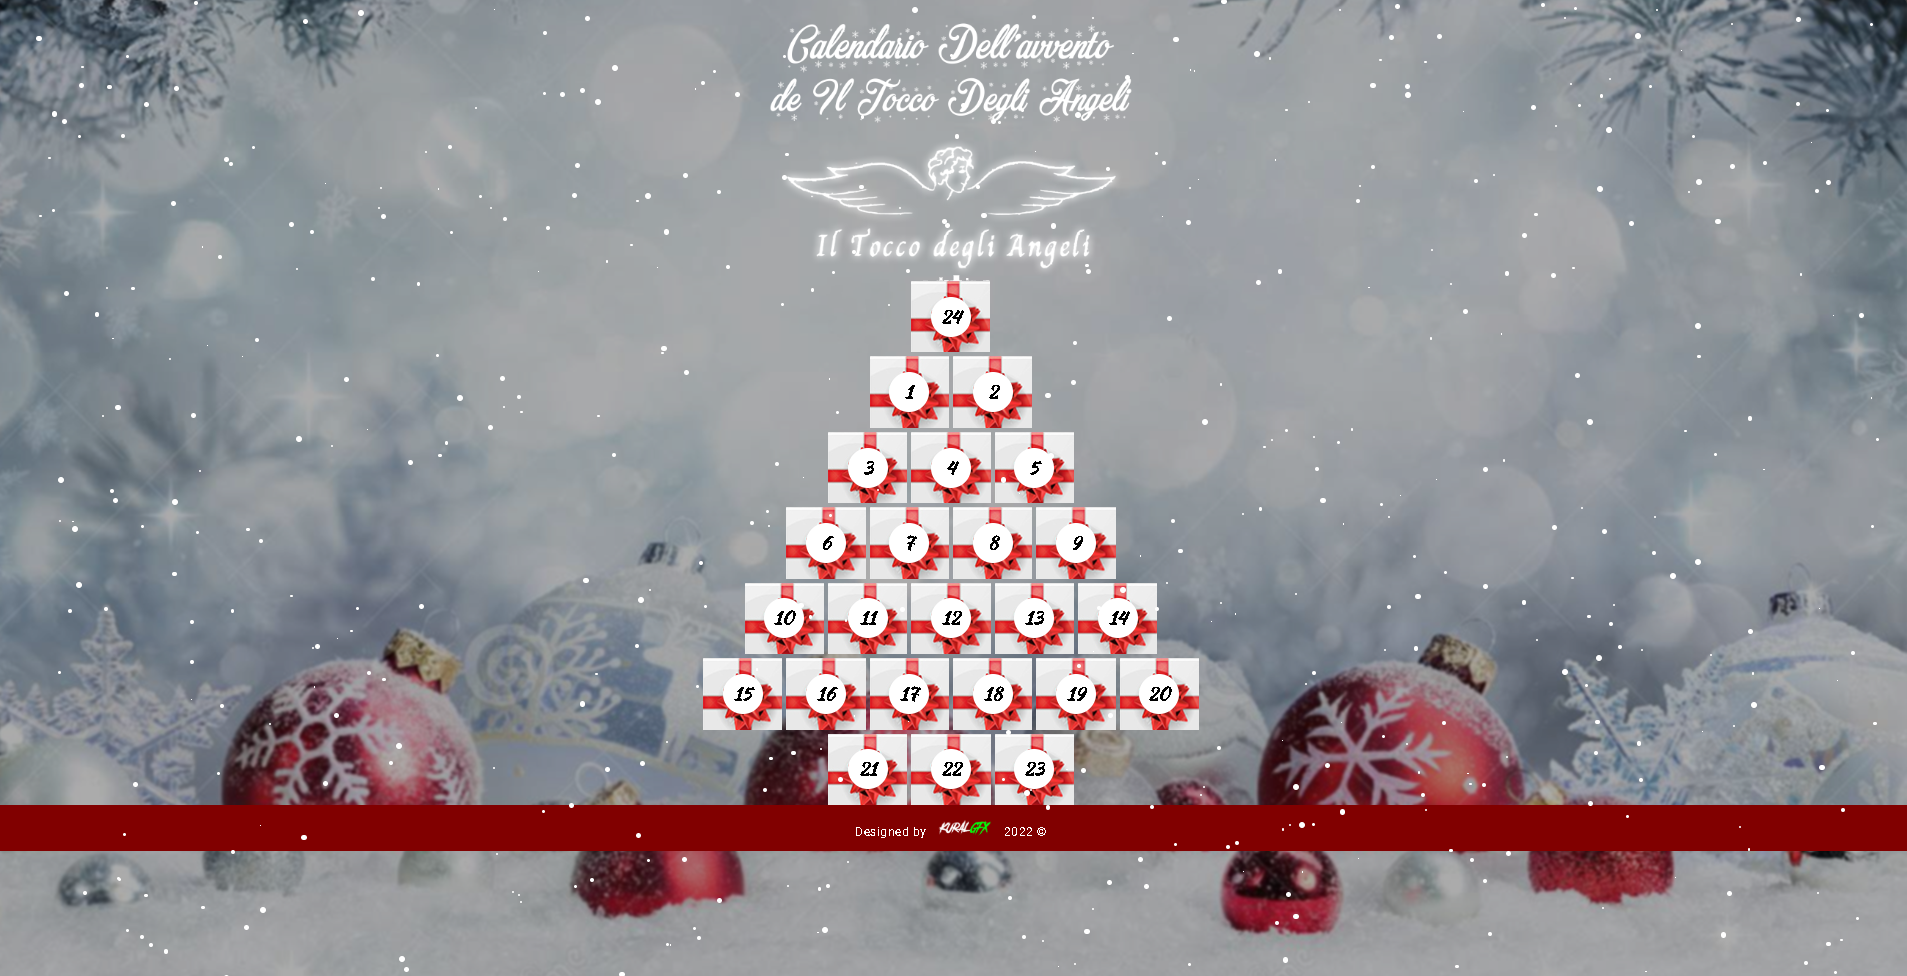 Calendario Dell'avvento
de Il Tocco Degli Angeli
Il Tocco degli Angeli
24
1 2
3 4 5
6 7 8 9
10 11 12 13 14
15 16 17 18 19 20
21 22 23
Designed by KURALGFX 2022 ©